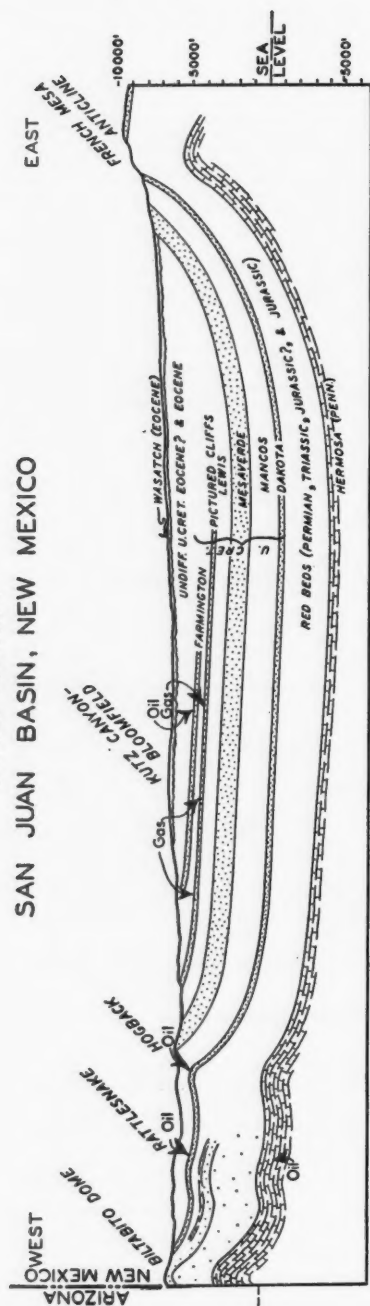 SAN JUAN BASIN, NEW MEXICO
WEST
EAST
ARIZONA
NEW MEXICO
BILTABITO DOME
RATTLESNAKE
HOGBACK
KUTZ CANYON-
BLOOMFIELD
FRENCH MESA
ANTICLINE
Oil
Oil
Gas
Oil
Gas
Oil
WASATCH (EOCENE)
UNDIFF. U.CRET. EOCENE? & EOCENE
FARMINGTON
PICTURED CLIFFS
LEWIS
MESAVERDE
U. CRET.
MANCOS
DAKOTA
RED BEDS (PERMIAN, TRIASSIC, JURASSIC?, & JURASSIC)
HERMOSA (PENN)
10000'
5000'
SEA
LEVEL
-5000'